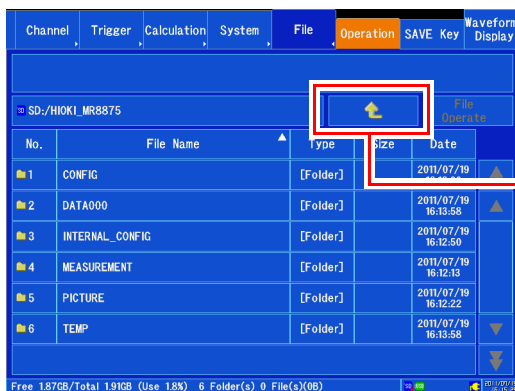 Channel Trigger Calculation System File Operation SAVE Key Waveform Display
SD:/HIOKI_MR8875 File Operate
No. File Name Type Size Date
1 CONFIG [Folder] 2011/07/19
2 DATA000 [Folder] 2011/07/19 16:13:58
3 INTERNAL_CONFIG [Folder] 2011/07/19 16:12:50
4 MEASUREMENT [Folder] 2011/07/19 16:12:13
5 PICTURE [Folder] 2011/07/19 16:12:22
6 TEMP [Folder] 2011/07/19 16:13:58
Free 1.87GB/Total 1.91GB (Use 1.8%) 6 Folder(s) 0 File(s)(0B)